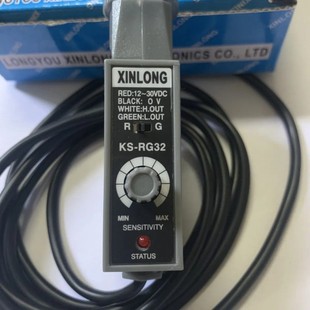 LONGYOU XINLONG
ONICS CO., LTD
XINLONG
RED:12~30VDC
BLACK: 0 V
WHITE:H.OUT
GREEN:L.OUT
R G
KS-RG32
MIN MAX
SENSITIVITY
STATUS